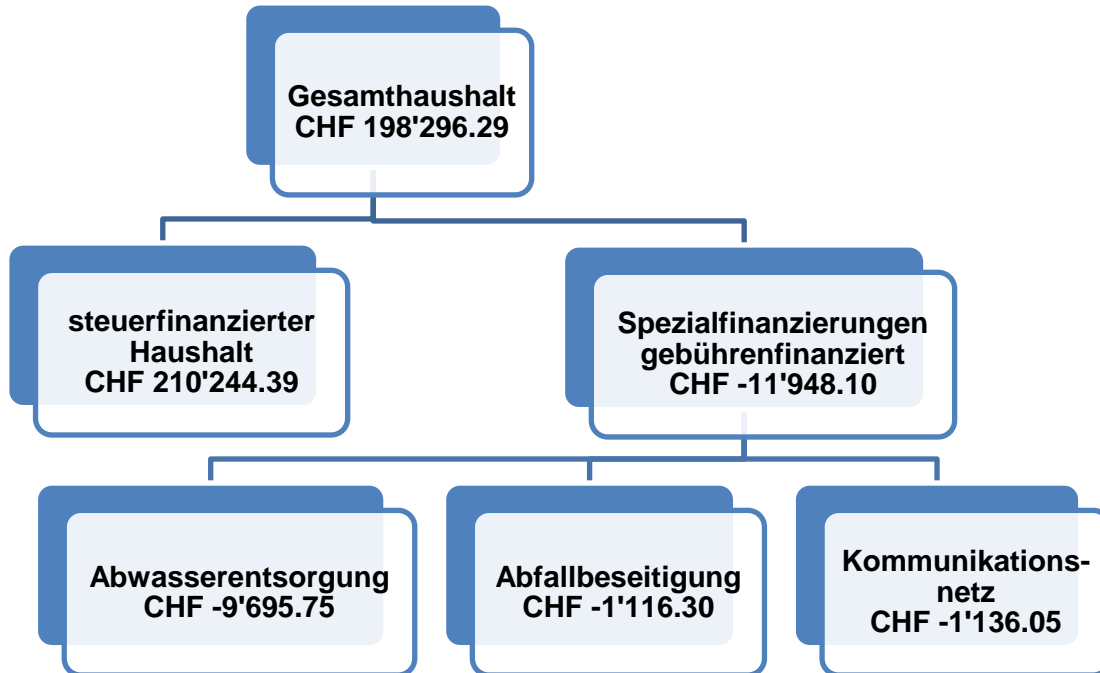 Gesamthaushalt
CHF 198'296.29
steuerfinanzierter
Haushalt
CHF 210'244.39
Spezialfinanzierungen
gebührenfinanziert
CHF -11'948.10
Abwasserentsorgung
CHF -9'695.75
Abfallbeseitigung
CHF -1'116.30
Kommunikations-
netz
CHF -1'136.05